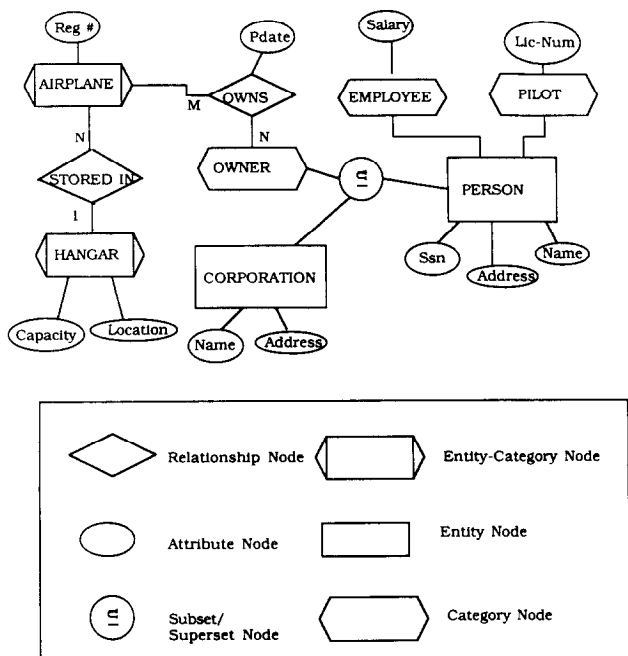 Reg #
Pdate
Salary
Lic-Num
AIRPLANE
M
OWNS
EMPLOYEE
PILOT
N
N
STORED IN
OWNER
⊆
PERSON
1
HANGAR
CORPORATION
Ssn
Address
Name
Capacity
Location
Name
Address
Relationship Node
Entity-Category Node
Attribute Node
Entity Node
⊆
Subset/
Superset Node
Category Node